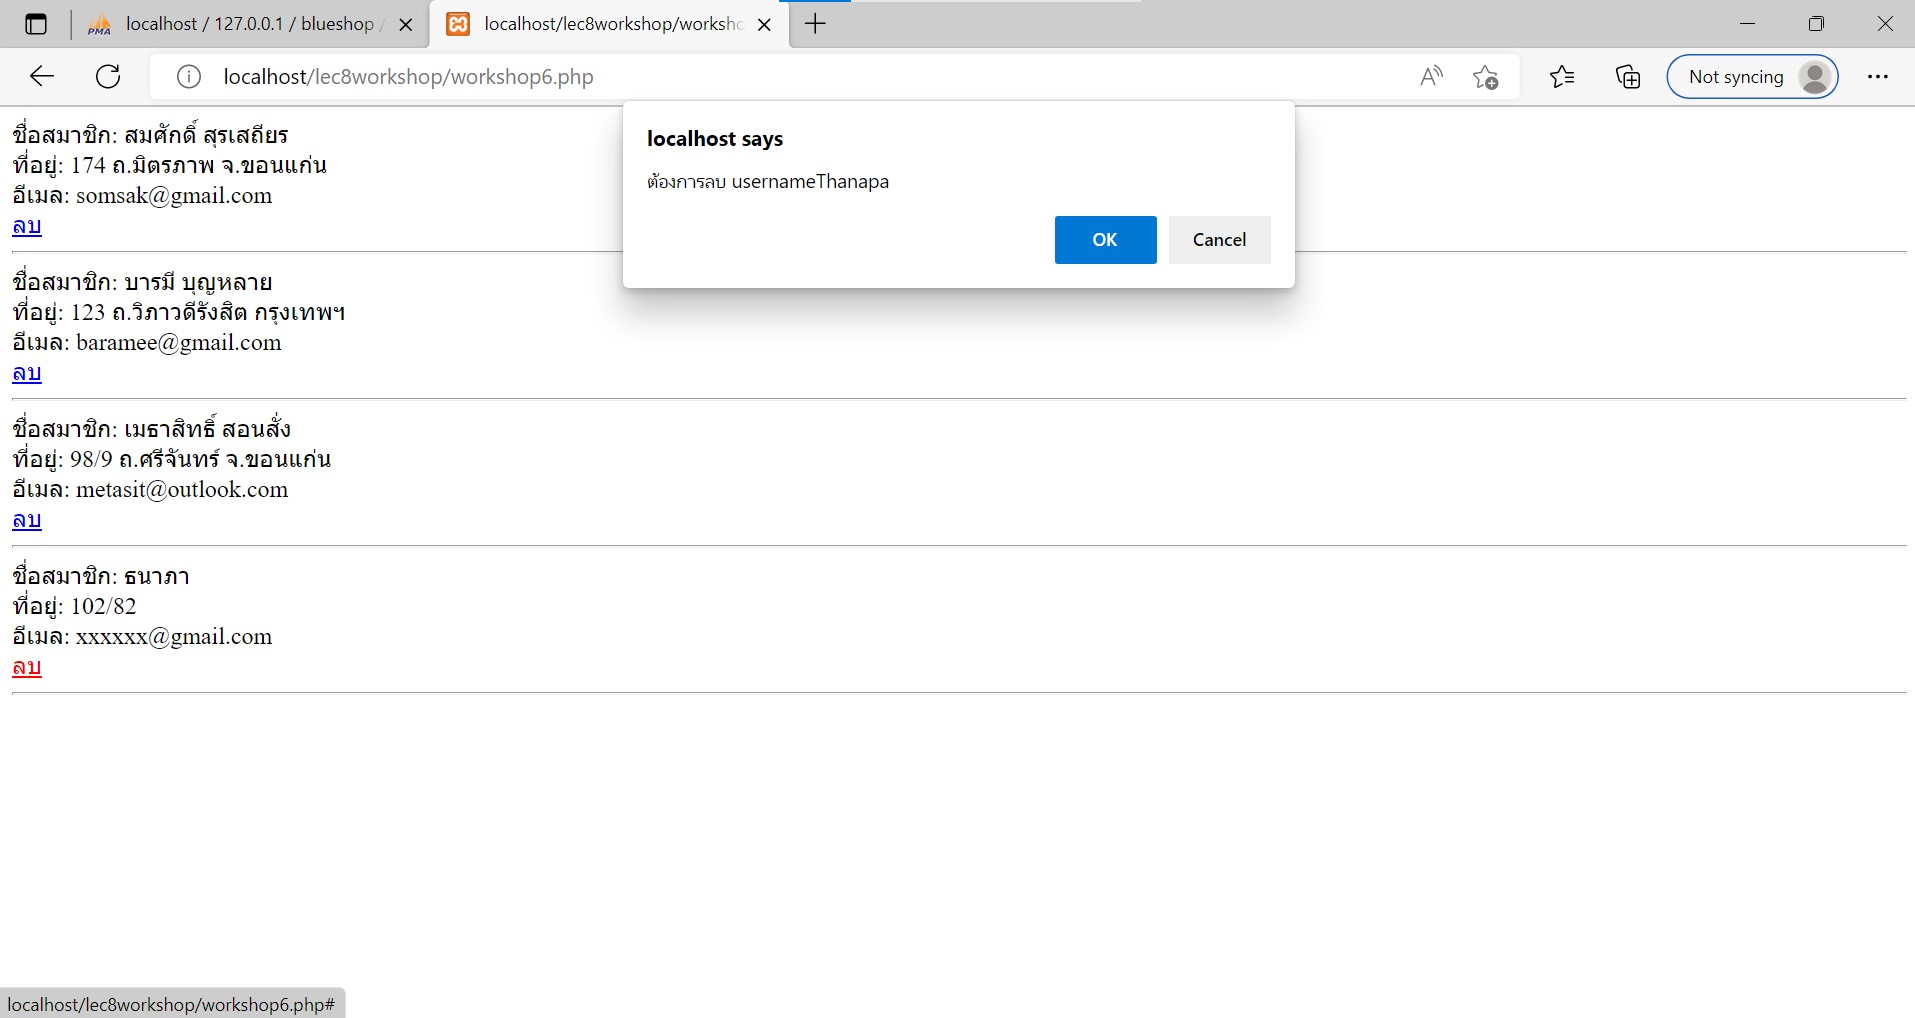 localhost / 127.0.0.1 / blueshop /
localhost/lec8workshop/worksho
localhost/lec8workshop/workshop6.php
Not syncing
localhost says
ต้องการลบ usernameThanapa
OK
Cancel
ชื่อสมาชิก: สมศักดิ์ สุรเสถียร
ที่อยู่: 174 ถ.มิตรภาพ จ.ขอนแก่น
อีเมล: somsak@gmail.com
ลบ
ชื่อสมาชิก: บารมี บุญหลาย
ที่อยู่: 123 ถ.วิภาวดีรังสิต กรุงเทพฯ
อีเมล: baramee@gmail.com
ลบ
ชื่อสมาชิก: เมธาสิทธิ์ สอนสั่ง
ที่อยู่: 98/9 ถ.ศรีจันทร์ จ.ขอนแก่น
อีเมล: metasit@outlook.com
ลบ
ชื่อสมาชิก: ธนาภา
ที่อยู่: 102/82
อีเมล: xxxxxx@gmail.com
ลบ
localhost/lec8workshop/workshop6.php#